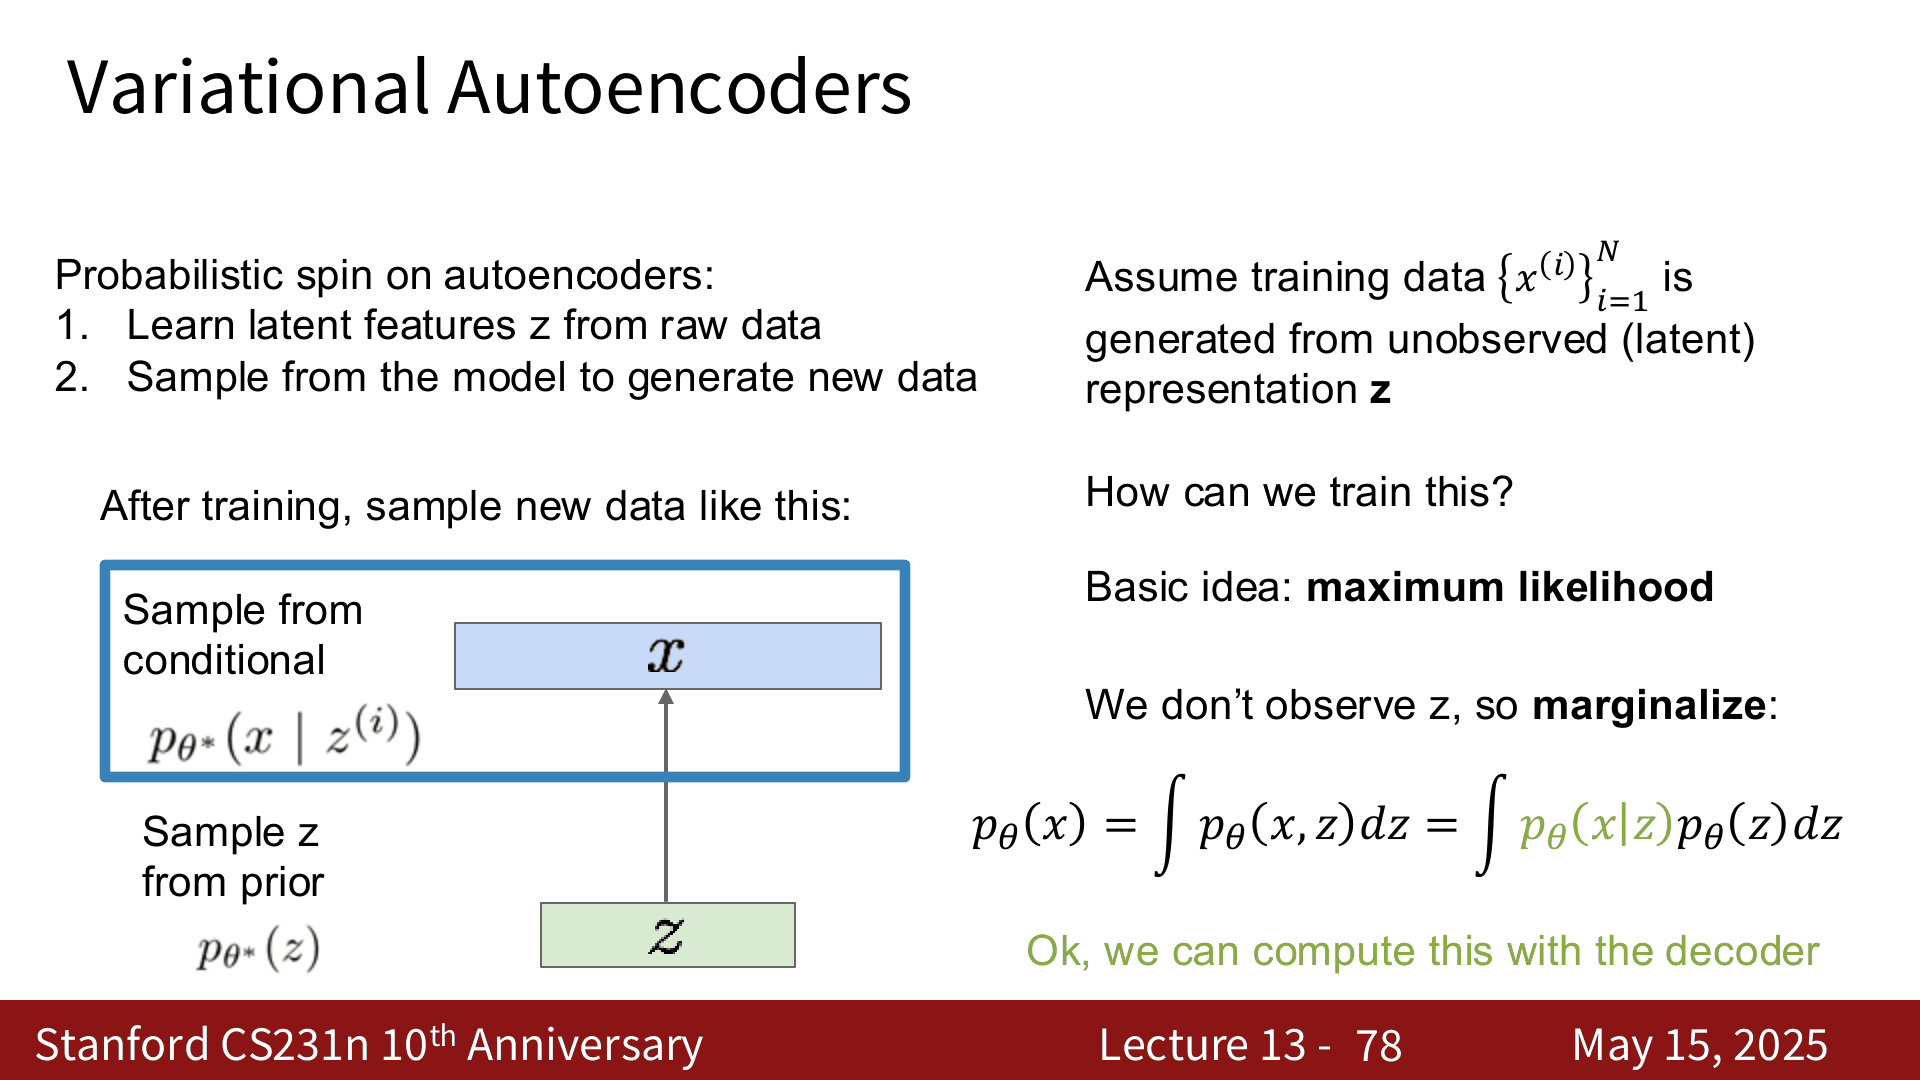 Variational Autoencoders
Probabilistic spin on autoencoders:
1. Learn latent features z from raw data
2. Sample from the model to generate new data
After training, sample new data like this:
Sample from
conditional
p_{θ*}(x | z^{(i)})
x
Sample z
from prior
p_{θ*}(z)
z
Assume training data {x^{(i)}}_{i=1}^{N} is
generated from unobserved (latent)
representation z
How can we train this?
Basic idea: maximum likelihood
We don’t observe z, so marginalize:
p_θ(x) = ∫ p_θ(x, z)dz = ∫ p_θ(x|z)p_θ(z)dz
Ok, we can compute this with the decoder
Stanford CS231n 10th Anniversary
Lecture 13 - 78
May 15, 2025